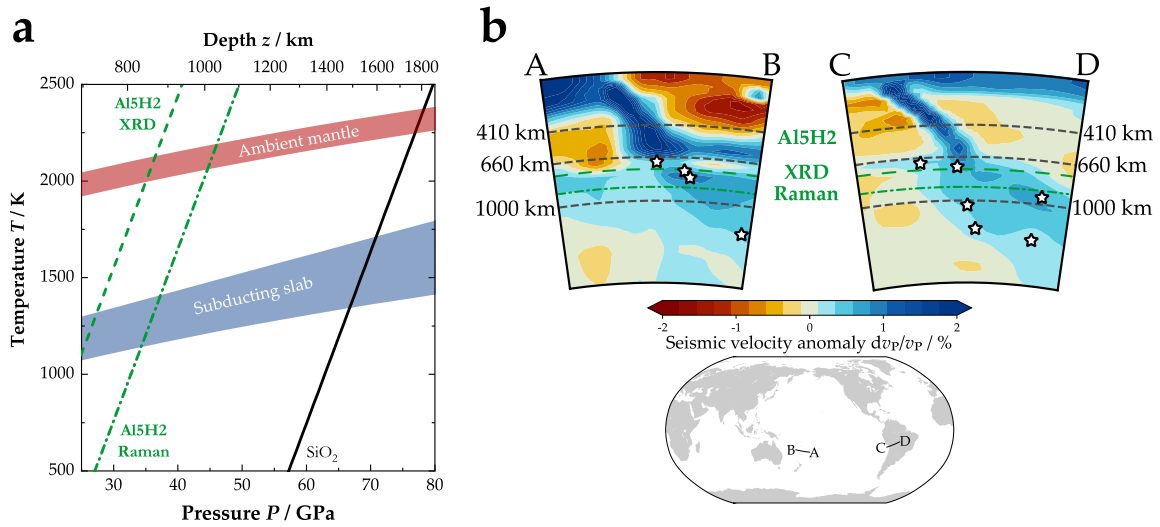 a
Depth z / km
800 1000 1200 1400 1600 1800
2500
2000
1500
1000
500
Temperature T / K
Al5H2
XRD
Ambient mantle
Subducting slab
Al5H2
Raman
SiO₂
30 40 50 60 70 80
Pressure P / GPa
b
A B C D
410 km
660 km
1000 km
Al5H2
XRD
Raman
410 km
660 km
1000 km
-2 -1 0 1 2
Seismic velocity anomaly dvP/vP / %
B A
C D